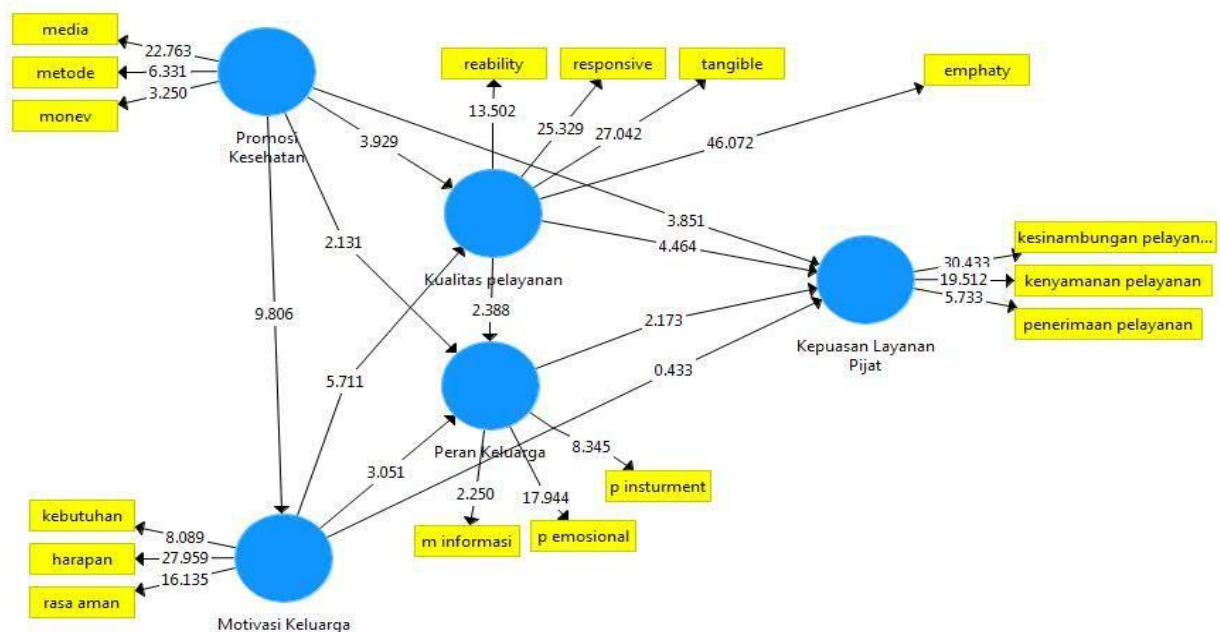 media
22.763
metode
6.331
monev
3.250
Promosi
Kesehatan
reability
responsive
tangible
emphaty
13.502
25.329
27.042
46.072
3.929
3.851
4.464
2.131
Kualitas pelayanan
2.388
9.806
5.711
kesinambungan pelayan...
30.433
kenyamanan pelayanan
19.512
penerimaan pelayanan
5.733
Kepuasan Layanan
Pijat
2.173
0.433
Peran Keluarga
3.051
8.345
2.250
17.944
p insturment
m informasi
p emosional
kebutuhan
8.089
harapan
27.959
rasa aman
16.135
Motivasi Keluarga